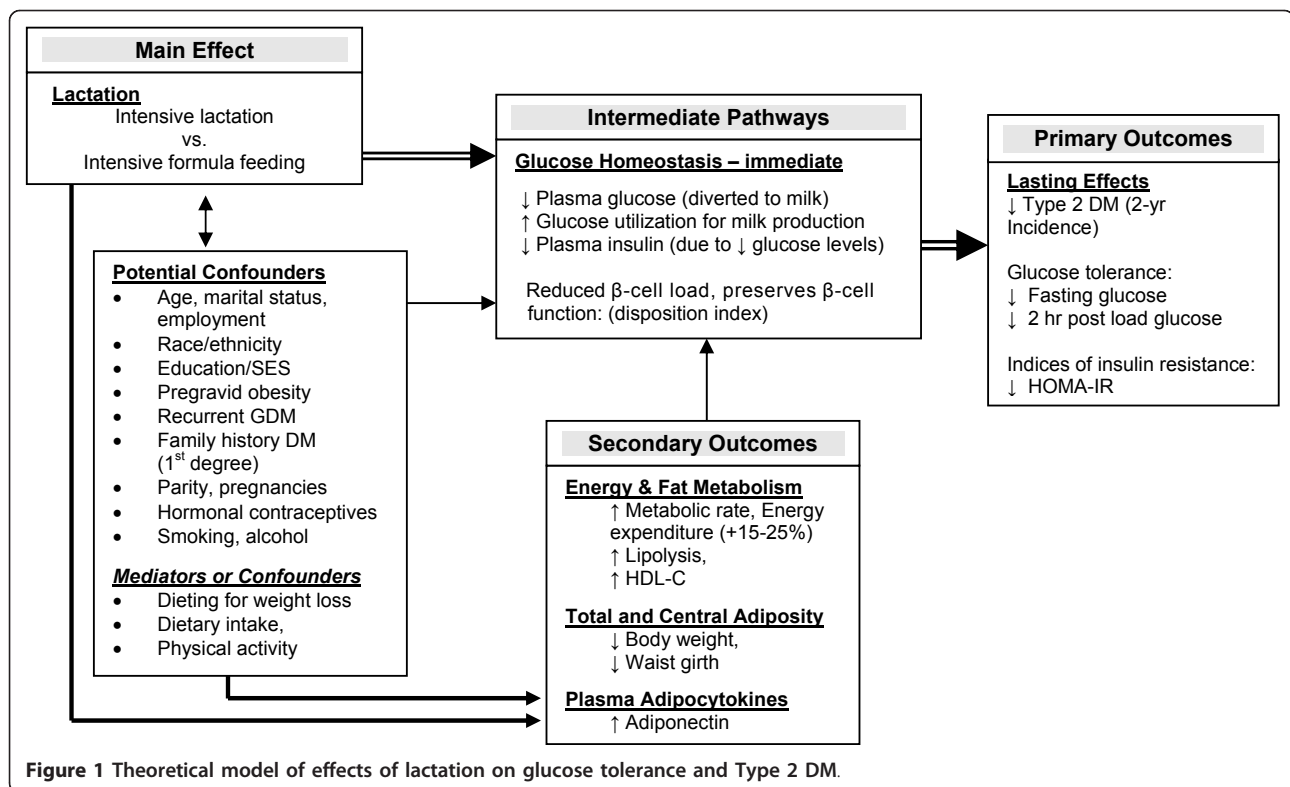 Main Effect
Lactation
Intensive lactation
vs.
Intensive formula feeding
Potential Confounders
• Age, marital status,
employment
• Race/ethnicity
• Education/SES
• Pregravid obesity
• Recurrent GDM
• Family history DM
(1st degree)
• Parity, pregnancies
• Hormonal contraceptives
• Smoking, alcohol
Mediators or Confounders
• Dieting for weight loss
• Dietary intake,
• Physical activity
Intermediate Pathways
Glucose Homeostasis – immediate
↓ Plasma glucose (diverted to milk)
↑ Glucose utilization for milk production
↓ Plasma insulin (due to ↓ glucose levels)
Reduced β-cell load, preserves β-cell
function: (disposition index)
Secondary Outcomes
Energy & Fat Metabolism
↑ Metabolic rate, Energy
expenditure (+15-25%)
↑ Lipolysis,
↑ HDL-C
Total and Central Adiposity
↓ Body weight,
↓ Waist girth
Plasma Adipocytokines
↑ Adiponectin
Primary Outcomes
Lasting Effects
↓ Type 2 DM (2-yr
Incidence)
Glucose tolerance:
↓ Fasting glucose
↓ 2 hr post load glucose
Indices of insulin resistance:
↓ HOMA-IR
Figure 1 Theoretical model of effects of lactation on glucose tolerance and Type 2 DM.